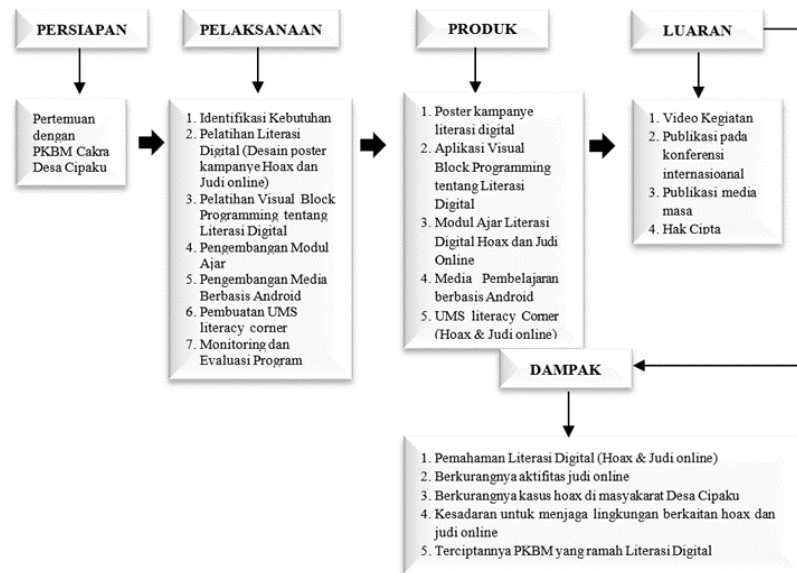 PERSIAPAN
Pertemuan
dengan
PKBM Cakra
Desa Cipaku
PELAKSANAAN
1. Identifikasi Kebutuhan
2. Pelatihan Literasi
Digital (Desain poster
kampanye Hoax dan
Judi online)
3. Pelatihan Visual Block
Programming tentang
Literasi Digital
4. Pengembangan Modul
Ajar
5. Pengembangan Media
Berbasis Android
6. Pembuatan UMS
literacy corner
7. Monitoring dan
Evaluasi Program
PRODUK
1. Poster kampanye
literasi digital
2. Aplikasi Visual
Block Programming
tentang Literasi
Digital
3. Modul Ajar Literasi
Digital Hoax dan Judi
Online
4. Media Pembelajaran
berbasis Android
5. UMS literacy Corner
(Hoax & Judi online)
LUARAN
1. Video Kegiatan
2. Publikasi pada
konferensi
internasioanal
3. Publikasi media
masa
4. Hak Cipta
DAMPAK
1. Pemahaman Literasi Digital (Hoax & Judi online)
2. Berkurangnya aktifitas judi online
3. Berkurangnya kasus hoax di masyakarat Desa Cipaku
4. Kesadaran untuk menjaga lingkungan berkaitan hoax dan
judi online
5. Terciptannya PKBM yang ramah Literasi Digital